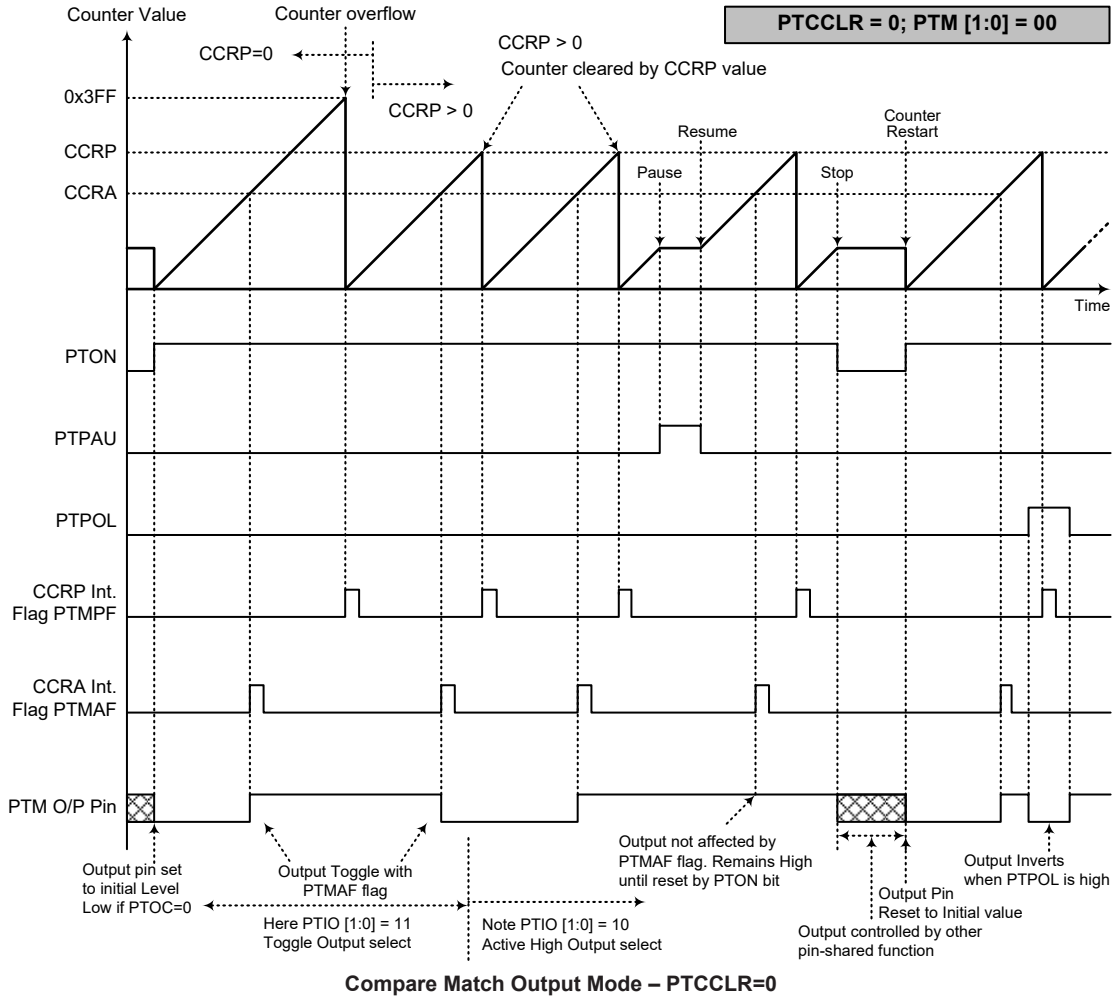 Counter Value
Counter overflow
PTCCLR = 0; PTM [1:0] = 00
CCRP=0
CCRP > 0
CCRP > 0
Counter cleared by CCRP value
0x3FF
CCRP
CCRA
Pause
Resume
Stop
Counter
Restart
Time
PTON
PTPAU
PTPOL
CCRP Int.
Flag PTMPF
CCRA Int.
Flag PTMAF
PTM O/P Pin
Output pin set
to initial Level
Low if PTOC=0
Output Toggle with
PTMAF flag
Here PTIO [1:0] = 11
Toggle Output select
Note PTIO [1:0] = 10
Active High Output select
Output not affected by
PTMAF flag. Remains High
until reset by PTON bit
Output Pin
Reset to Initial value
Output controlled by other
pin-shared function
Output Inverts
when PTPOL is high
Compare Match Output Mode – PTCCLR=0